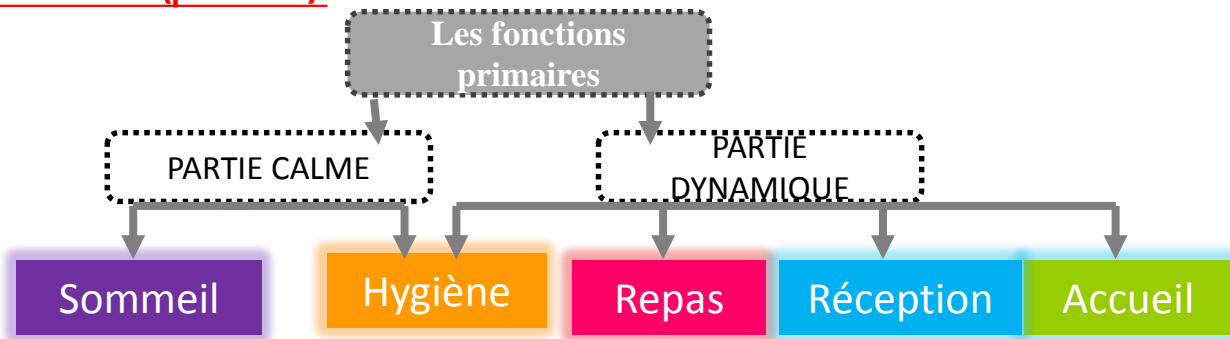 Les fonctions
primaires
PARTIE CALME
PARTIE
DYNAMIQUE
Sommeil
Hygiène
Repas
Réception
Accueil